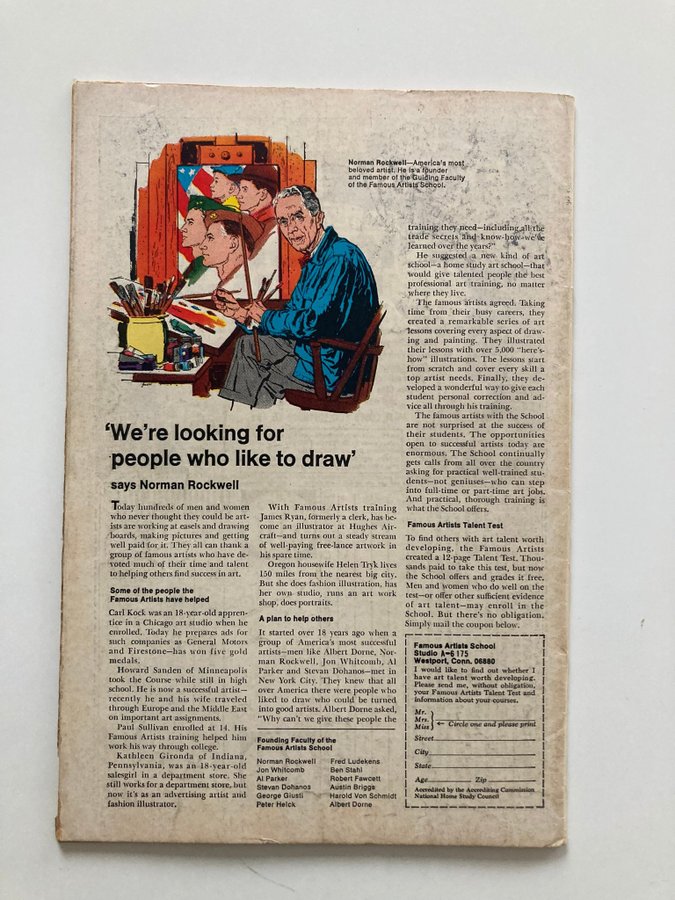 Norman Rockwell—America's most
beloved artist. He is a founder
and member of the Guiding Faculty
of the Famous Artists School.
'We're looking for
people who like to draw'
says Norman Rockwell
Today hundreds of men and women
who never thought they could be art-
ists are working at easels and drawing
boards, making pictures and getting
well paid for it. They all can thank a
group of famous artists who have de-
voted much of their time and talent
to helping others find success in art.
Some of the people the
Famous Artists have helped
Carl Kock was an 18-year-old appren-
tice in a Chicago art studio when he
enrolled. Today he prepares ads for
such companies as General Motors
and Firestone—has won five gold
medals.
Howard Sanden of Minneapolis
took the Course while still in high
school. He is now a successful artist—
recently he and his wife traveled
through Europe and the Middle East
on important art assignments.
Paul Sullivan enrolled at 14. His
Famous Artists training helped him
work his way through college.
Kathleen Gironda of Indiana,
Pennsylvania, was an 18-year-old
salesgirl in a department store. She
still works for a department store, but
now it's as an advertising artist and
fashion illustrator.
With Famous Artists training
James Ryan, formerly a clerk, has be-
come an illustrator at Hughes Air-
craft—and turns out a steady stream
of well-paying free-lance artwork in
his spare time.
Oregon housewife Helen Tryk lives
150 miles from the nearest big city.
But she does fashion illustration, has
her own studio, runs an art work
shop, does portraits.
A plan to help others
It started over 18 years ago when a
group of America's most successful
artists—men like Albert Dorne, Nor-
man Rockwell, Jon Whitcomb, Al
Parker and Stevan Dohanos—met in
New York City. They knew that all
over America there were people who
liked to draw who could be turned
into good artists. Albert Dorne asked,
"Why can't we give these people the
Founding Faculty of the
Famous Artists School
Norman Rockwell
Jon Whitcomb
Al Parker
Stevan Dohanos
George Giusti
Peter Helck
Fred Ludekens
Ben Stahl
Robert Fawcett
Austin Briggs
Harold Von Schmidt
Albert Dorne
training they need—including all the
trade secrets and know-how we've
learned over the years?"
He suggested a new kind of art
school—a home study art school—that
would give talented people the best
professional art training, no matter
where they live.
The famous artists agreed. Taking
time from their busy careers, they
created a remarkable series of art
lessons covering every aspect of draw-
ing and painting. They illustrated
their lessons with over 5,000 "here's-
how" illustrations. The lessons start
from scratch and cover every skill a
top artist needs. Finally, they de-
veloped a wonderful way to give each
student personal correction and ad-
vice all through his training.
The famous artists with the School
are not surprised at the success of
their students. The opportunities
open to successful artists today are
enormous. The School continually
gets calls from all over the country
asking for practical well-trained stu-
dents—not geniuses—who can step
into full-time or part-time art jobs.
And practical, thorough training is
what the School offers.
Famous Artists Talent Test
To find others with art talent worth
developing, the Famous Artists
created a 12-page Talent Test. Thou-
sands paid to take this test, but now
the School offers and grades it free.
Men and women who do well on the
test—or offer other sufficient evidence
of art talent—may enroll in the
School. But there's no obligation.
Simply mail the coupon below.
Famous Artists School
Studio A-6175
Westport, Conn. 06880
I would like to find out whether I
have art talent worth developing.
Please send me, without obligation,
your Famous Artists Talent Test and
information about your courses.
Mr.
Mrs.
Miss
← Circle one and please print
Street
City
State
Age Zip
Accredited by the Accrediting Commission
National Home Study Council